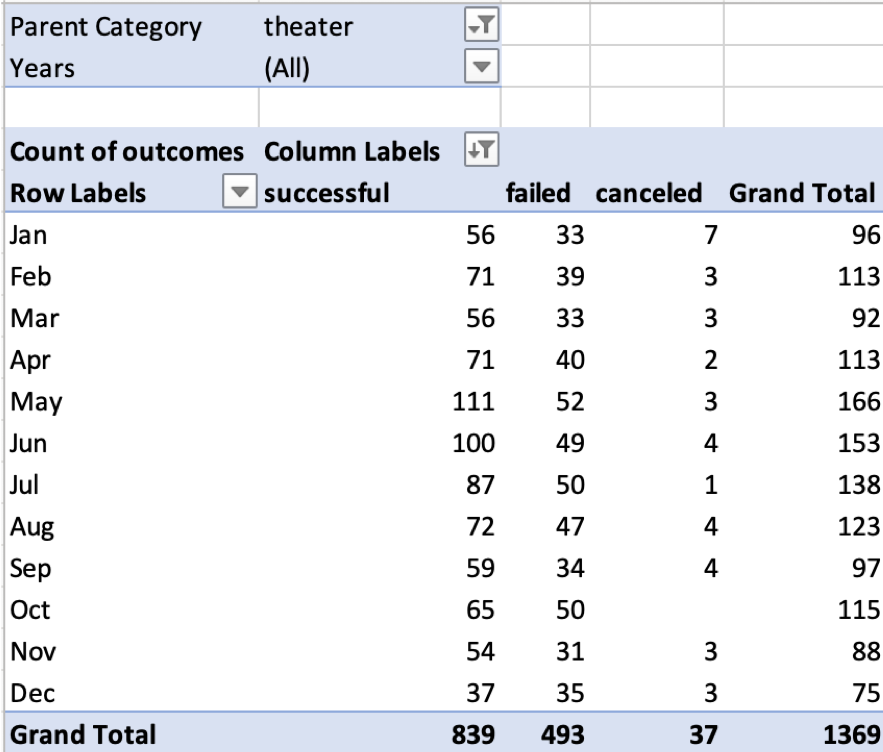 Parent Category theater
Years (All)
Count of outcomes Column Labels
Row Labels successful failed canceled Grand Total
Jan 56 33 7 96
Feb 71 39 3 113
Mar 56 33 3 92
Apr 71 40 2 113
May 111 52 3 166
Jun 100 49 4 153
Jul 87 50 1 138
Aug 72 47 4 123
Sep 59 34 4 97
Oct 65 50 115
Nov 54 31 3 88
Dec 37 35 3 75
Grand Total 839 493 37 1369